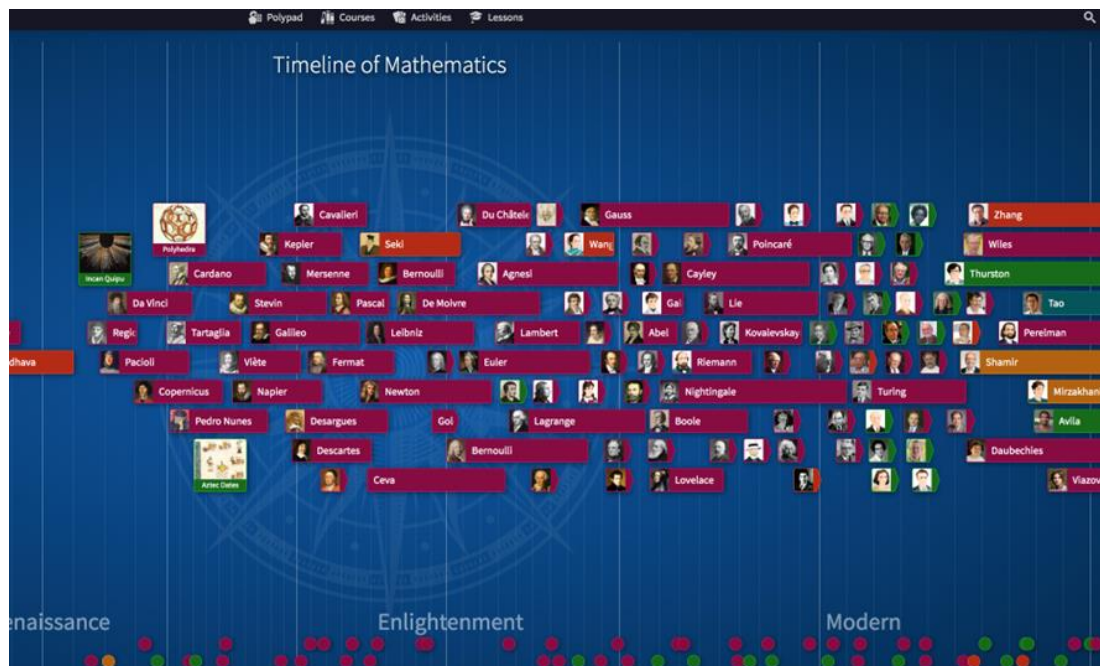 Polypad Courses Activities Lessons
Timeline of Mathematics
Cavalieri Du Châtele Gauss Zhang
Polyhedra Kepler Seki Wang Poincaré Wiles
Incan Quipu Cardano Mersenne Bernoulli Agnesi Cayley Thurston
Da Vinci Stevin Pascal De Moivre Gal Lie Tao
Regio Tartaglia Galileo Leibniz Lambert Abel Kovalevskaya Perelman
dhava Pacioli Viète Fermat Euler Riemann Shamir
Copernicus Napier Newton Nightingale Turing Mirzakhani
Pedro Nunes Desargues Gol Lagrange Boole Avila
Descartes Bernoulli Daubechies
Aztec Dates Ceva Lovelace Viazov
enaissance Enlightenment Modern